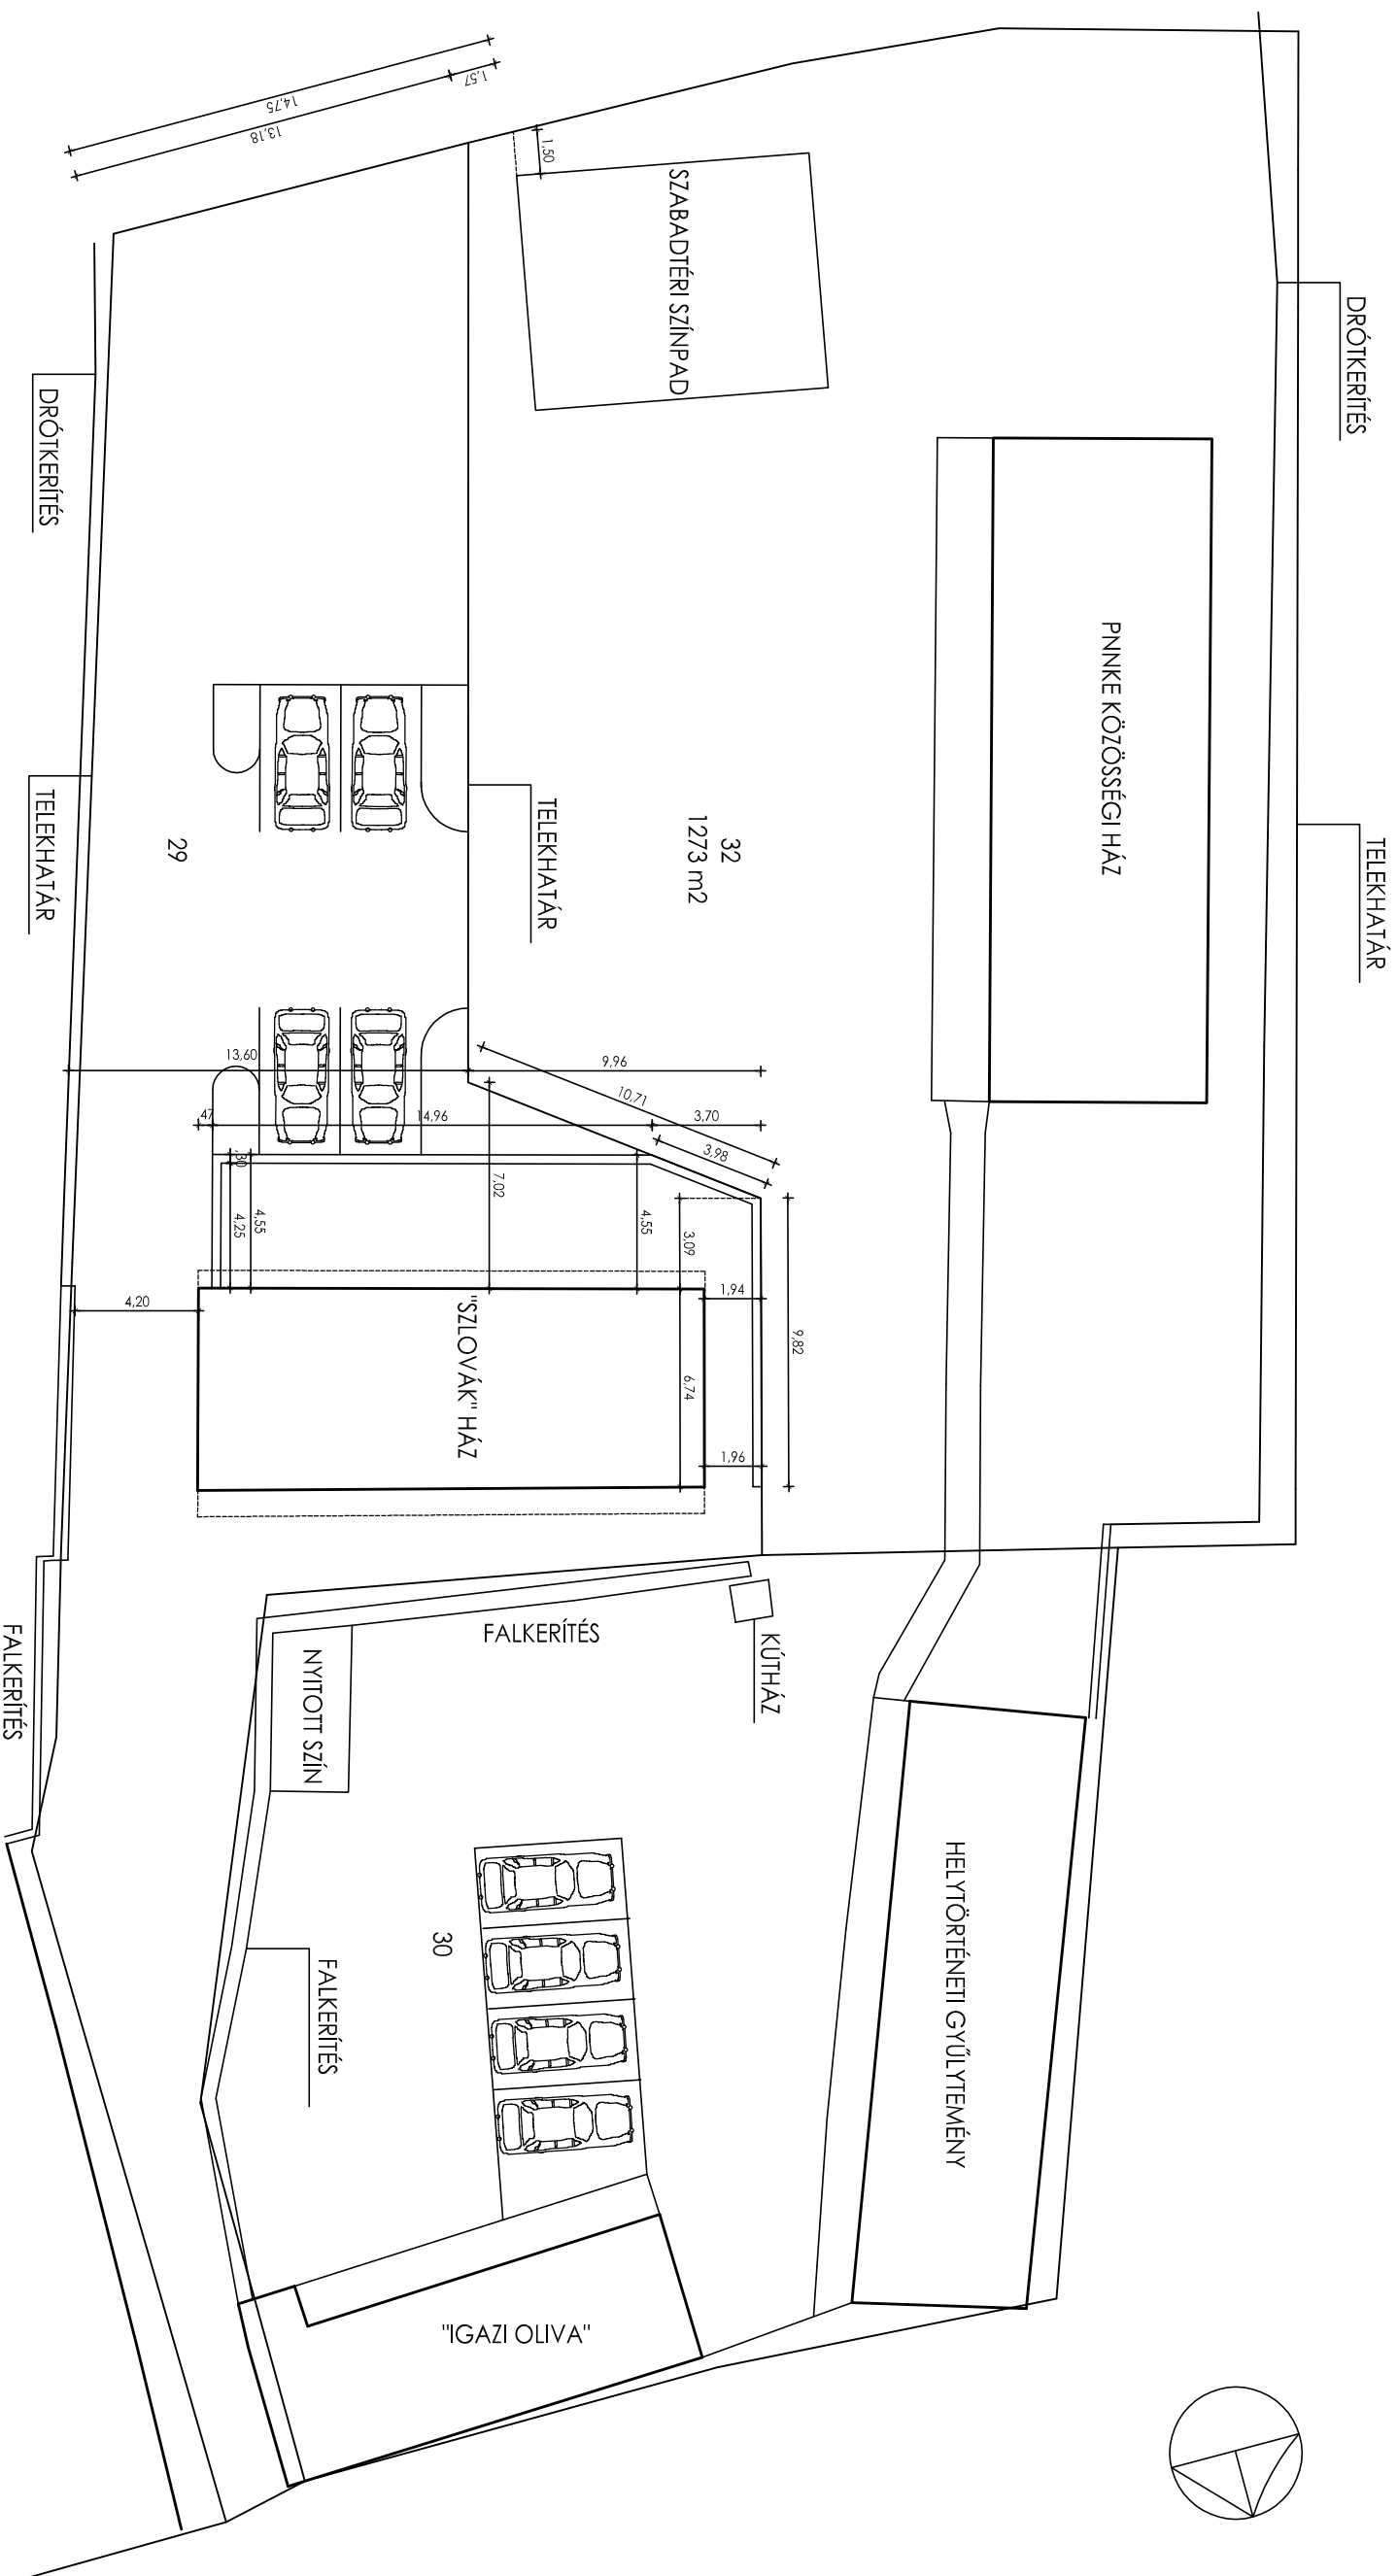 DRÓTKERÍTÉS
TELEKHATÁR
PNNKE KÖZÖSSÉGI HÁZ
SZABADTÉRI SZÍNPAD
1,50
1,57
14,75
13,18
32
1273 m2
TELEKHATÁR
DRÓTKERÍTÉS
TELEKHATÁR
29
13,60
9,96
10,71
47
14,96
3,70
3,98
,30
4,25
4,55
7,02
4,55
3,09
1,94
9,82
4,20
"SZLOVÁK" HÁZ
6,74
1,96
FALKERÍTÉS
FALKERÍTÉS
KÚTHÁZ
NYITOTT SZÍN
30
FALKERÍTÉS
HELYTÖRTÉNETI GYŰLYTEMÉNY
"IGAZI OLIVA"